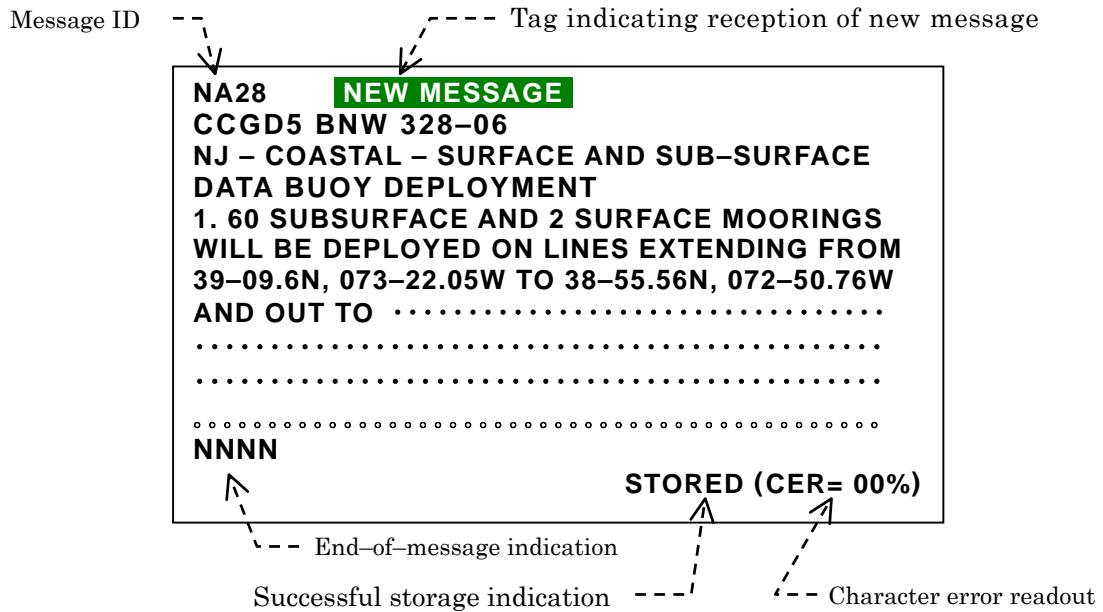 Message ID
Tag indicating reception of new message
NA28 NEW MESSAGE
CCGD5 BNW 328–06
NJ – COASTAL – SURFACE AND SUB–SURFACE
DATA BUOY DEPLOYMENT
1. 60 SUBSURFACE AND 2 SURFACE MOORINGS
WILL BE DEPLOYED ON LINES EXTENDING FROM
39–09.6N, 073–22.05W TO 38–55.56N, 072–50.76W
AND OUT TO
NNNN
STORED (CER= 00%)
End–of–message indication
Successful storage indication
Character error readout